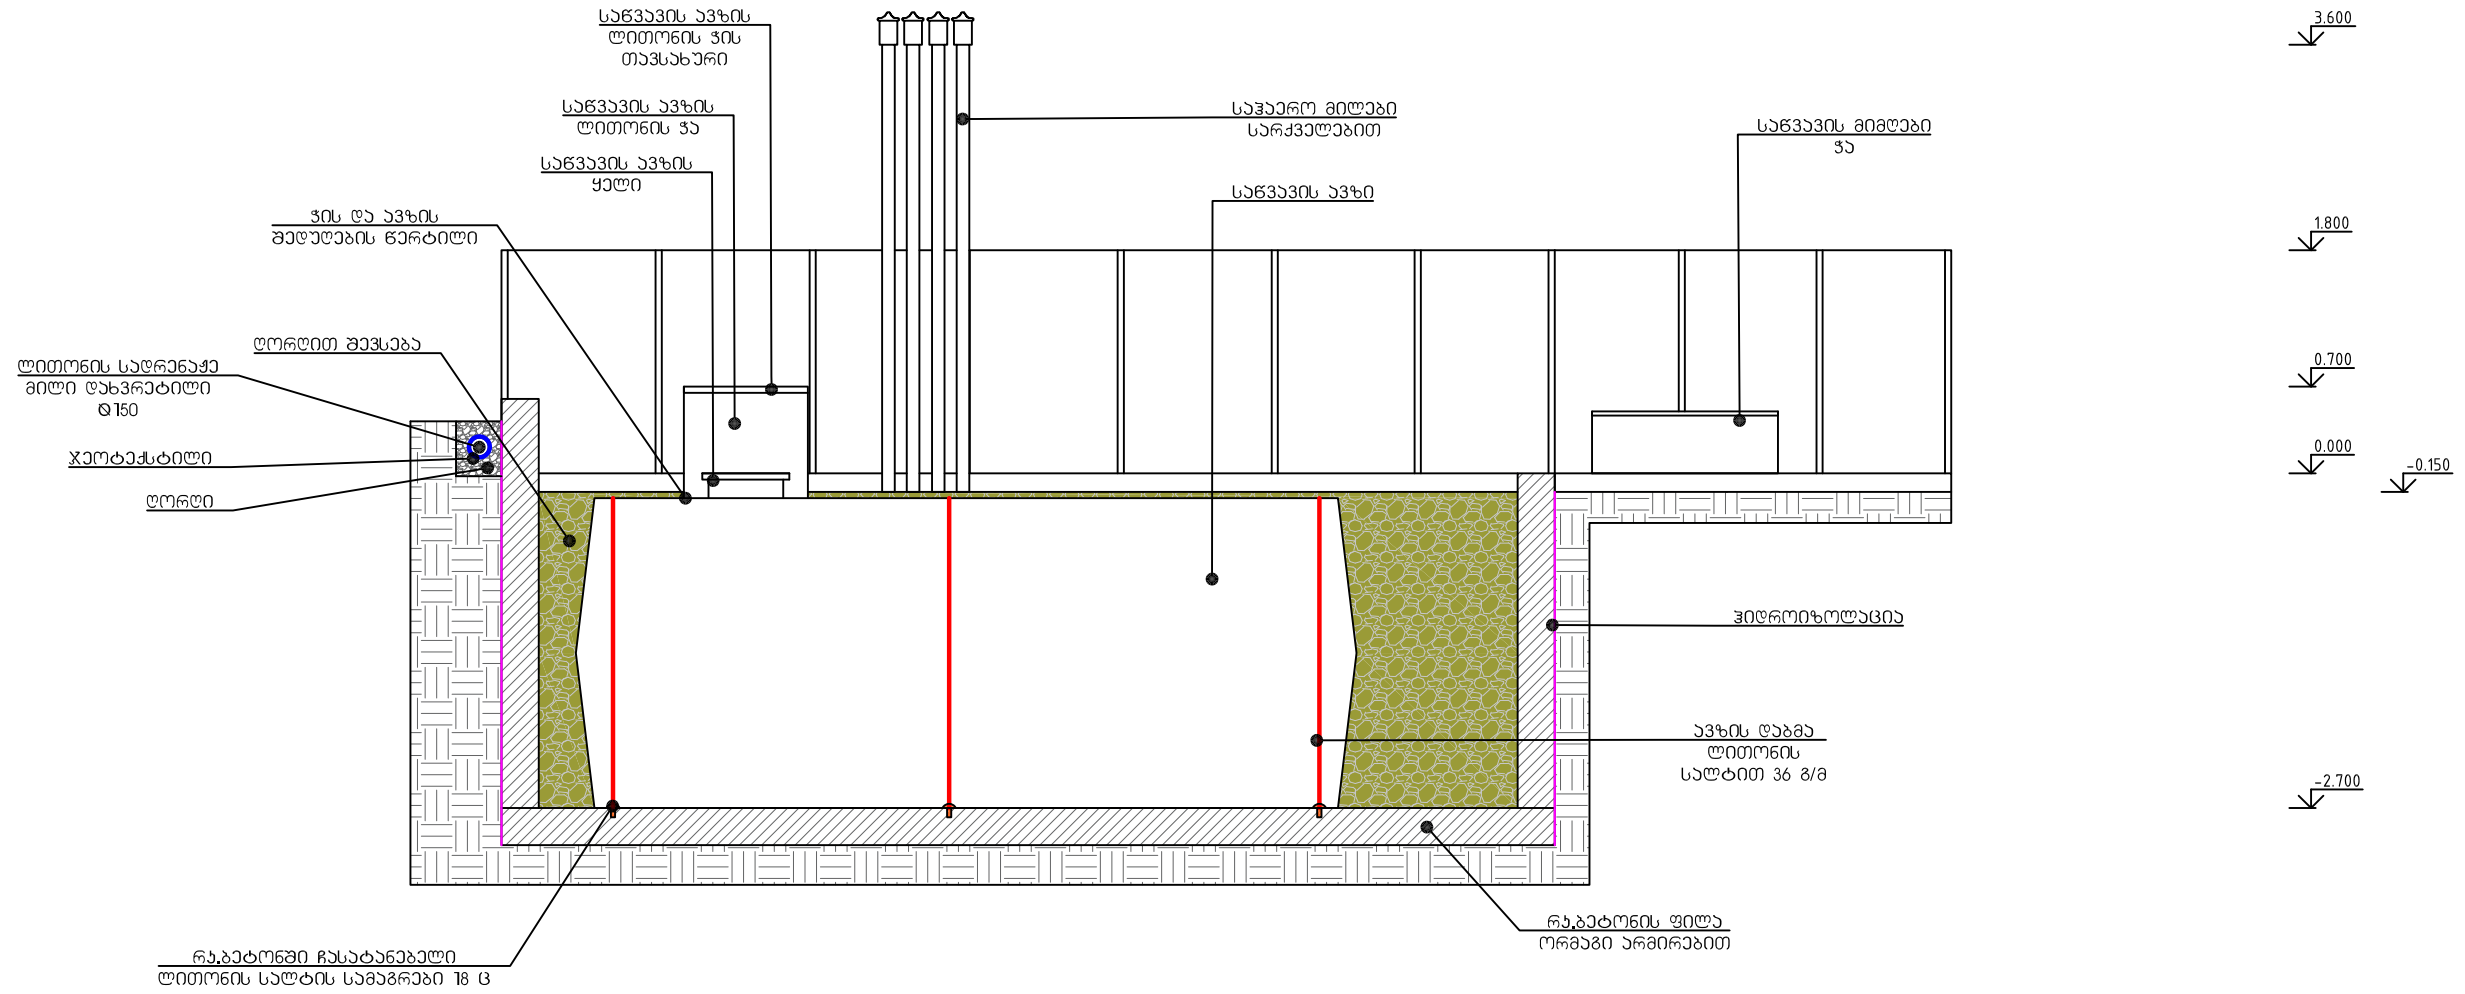 საწვავის ავზის
ლითონის ჭის
თავსახური
საწვავის ავზის
ლითონის ჭა
საწვავის ავზის
ყელი
ჭის და ავზის
შედუღების წერტილი
ღორღით შევსება
ლითონის სადრენაჟე
მილი დახვრეტილი
Ø150
ჯეოტექსტილი
ღორღი
საჰაერო მილები
სარქველებით
საწვავის ავზი
საწვავის მიმღები
ჭა
ჰიდროიზოლაცია
ავზის დაბმა
ლითონის
სალტით 36 გ/მ
რკ.ბეტონის ფილა
ორმაგი არმირებით
რკ.ბეტონში ჩასატანებელი
ლითონის სალტის სამაგრები 18 ც
3.600
1.800
0.700
0.000
-0.150
-2.700